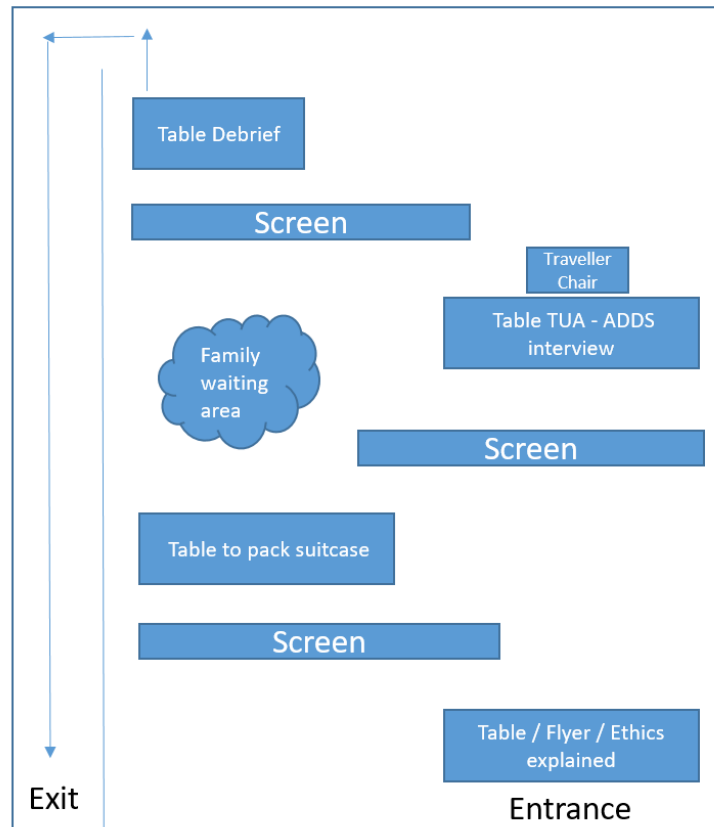 Table Debrief
Screen
Traveller
Chair
Table TUA - ADDS
interview
Family
waiting
area
Screen
Table to pack suitcase
Screen
Table / Flyer / Ethics
explained
Exit
Entrance